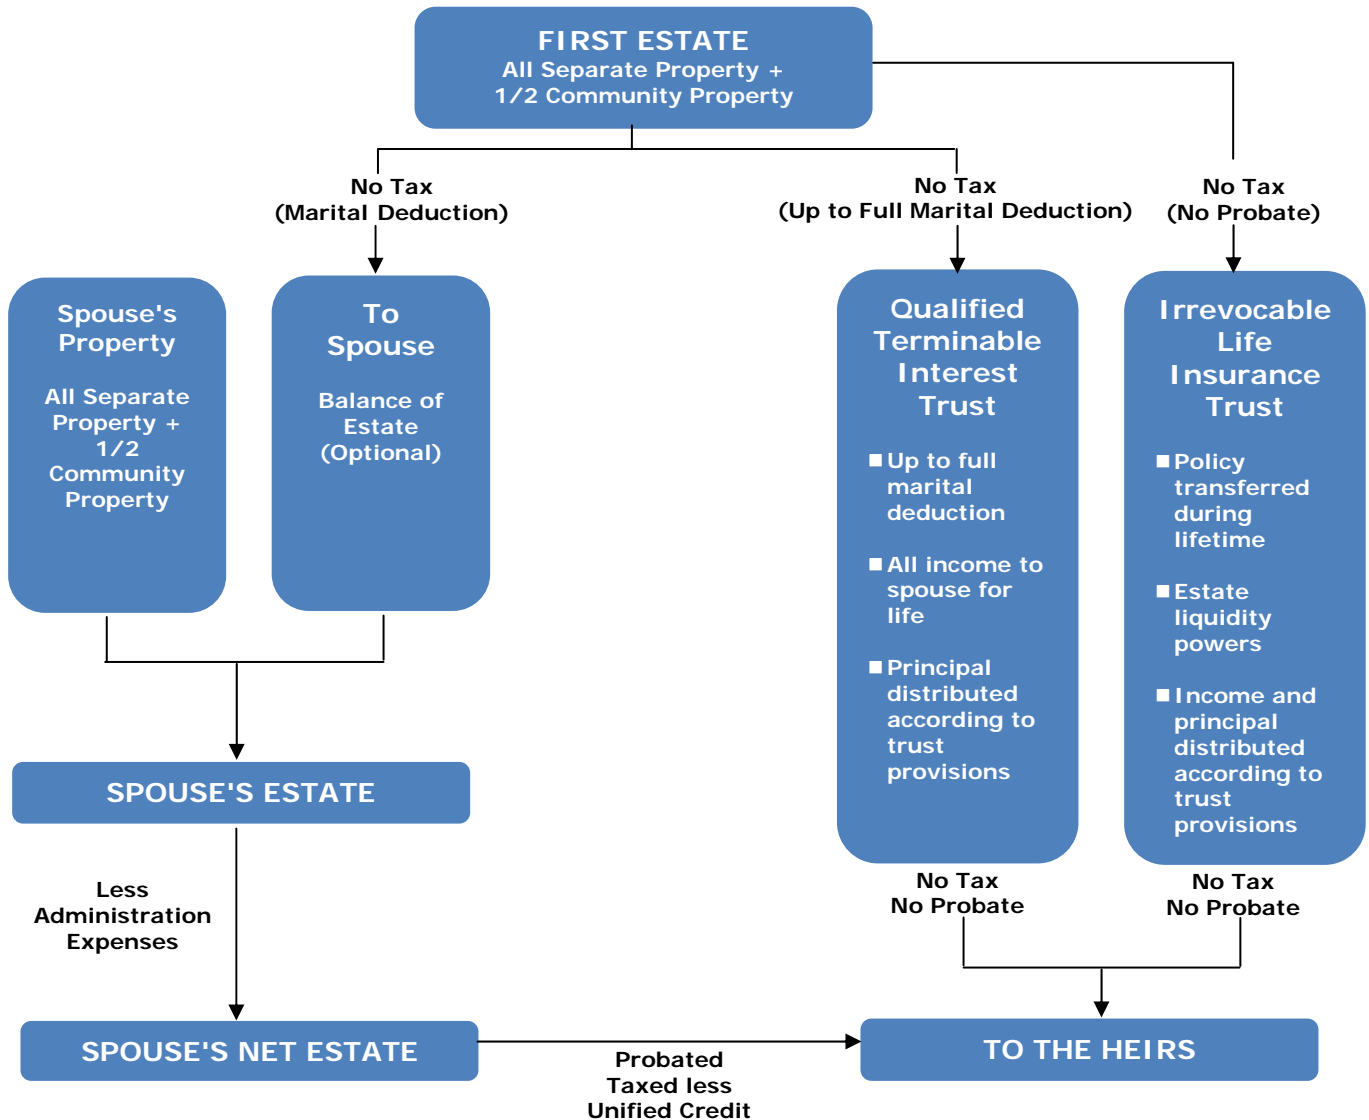 FIRST ESTATE
All Separate Property +
1/2 Community Property
No Tax
(Marital Deduction)
No Tax
(Up to Full Marital Deduction)
No Tax
(No Probate)
Spouse's
Property
All Separate
Property +
1/2
Community
Property
To
Spouse
Balance of
Estate
(Optional)
Qualified
Terminable
Interest
Trust
■ Up to full
marital
deduction
■ All income to
spouse for
life
■ Principal
distributed
according to
trust
provisions
Irrevocable
Life
Insurance
Trust
■ Policy
transferred
during
lifetime
■ Estate
liquidity
powers
■ Income and
principal
distributed
according to
trust
provisions
SPOUSE'S ESTATE
No Tax
No Probate
No Tax
No Probate
Less
Administration
Expenses
SPOUSE'S NET ESTATE
Probated
Taxed less
Unified Credit
TO THE HEIRS